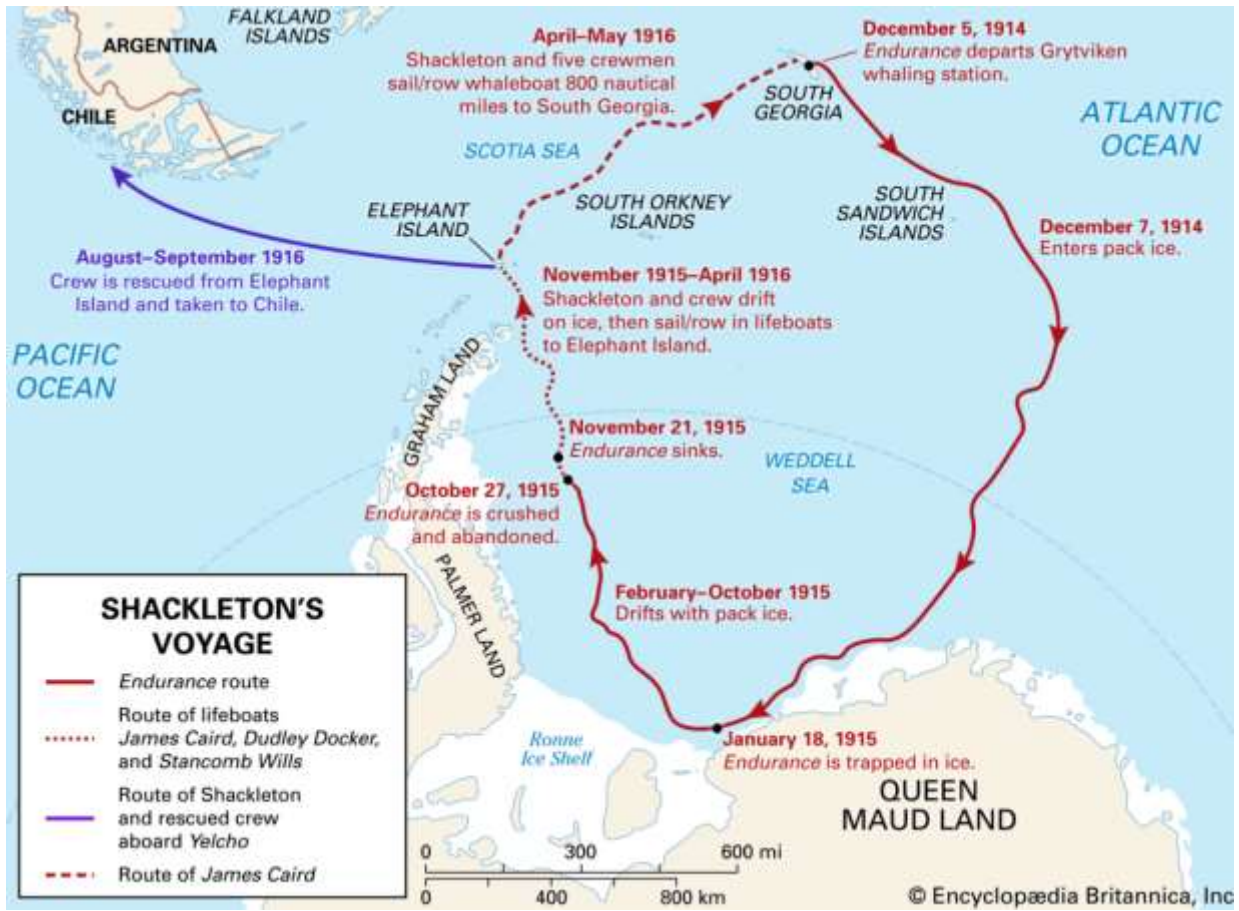 FALKLAND
ISLANDS
ARGENTINA
CHILE
April–May 1916
Shackleton and five crewmen
sail/row whaleboat 800 nautical
miles to South Georgia.
December 5, 1914
Endurance departs Grytviken
whaling station.
SOUTH
GEORGIA
ATLANTIC
OCEAN
SCOTIA SEA
ELEPHANT
ISLAND
SOUTH ORKNEY
ISLANDS
SOUTH
SANDWICH
ISLANDS
December 7, 1914
Enters pack ice.
August–September 1916
Crew is rescued from Elephant
Island and taken to Chile.
November 1915–April 1916
Shackleton and crew drift
on ice, then sail/row in lifeboats
to Elephant Island.
PACIFIC
OCEAN
GRAHAM LAND
November 21, 1915
Endurance sinks.
WEDDELL
SEA
October 27, 1915
Endurance is crushed
and abandoned.
PALMER LAND
February–October 1915
Drifts with pack ice.
January 18, 1915
Endurance is trapped in ice.
Ronne
Ice Shelf
QUEEN
MAUD LAND
SHACKLETON'S
VOYAGE
Endurance route
Route of lifeboats
James Caird, Dudley Docker,
and Stancomb Wills
Route of Shackleton
and rescued crew
aboard Yelcho
Route of James Caird
0 300 600 mi
0 400 800 km
© Encyclopædia Britannica, Inc